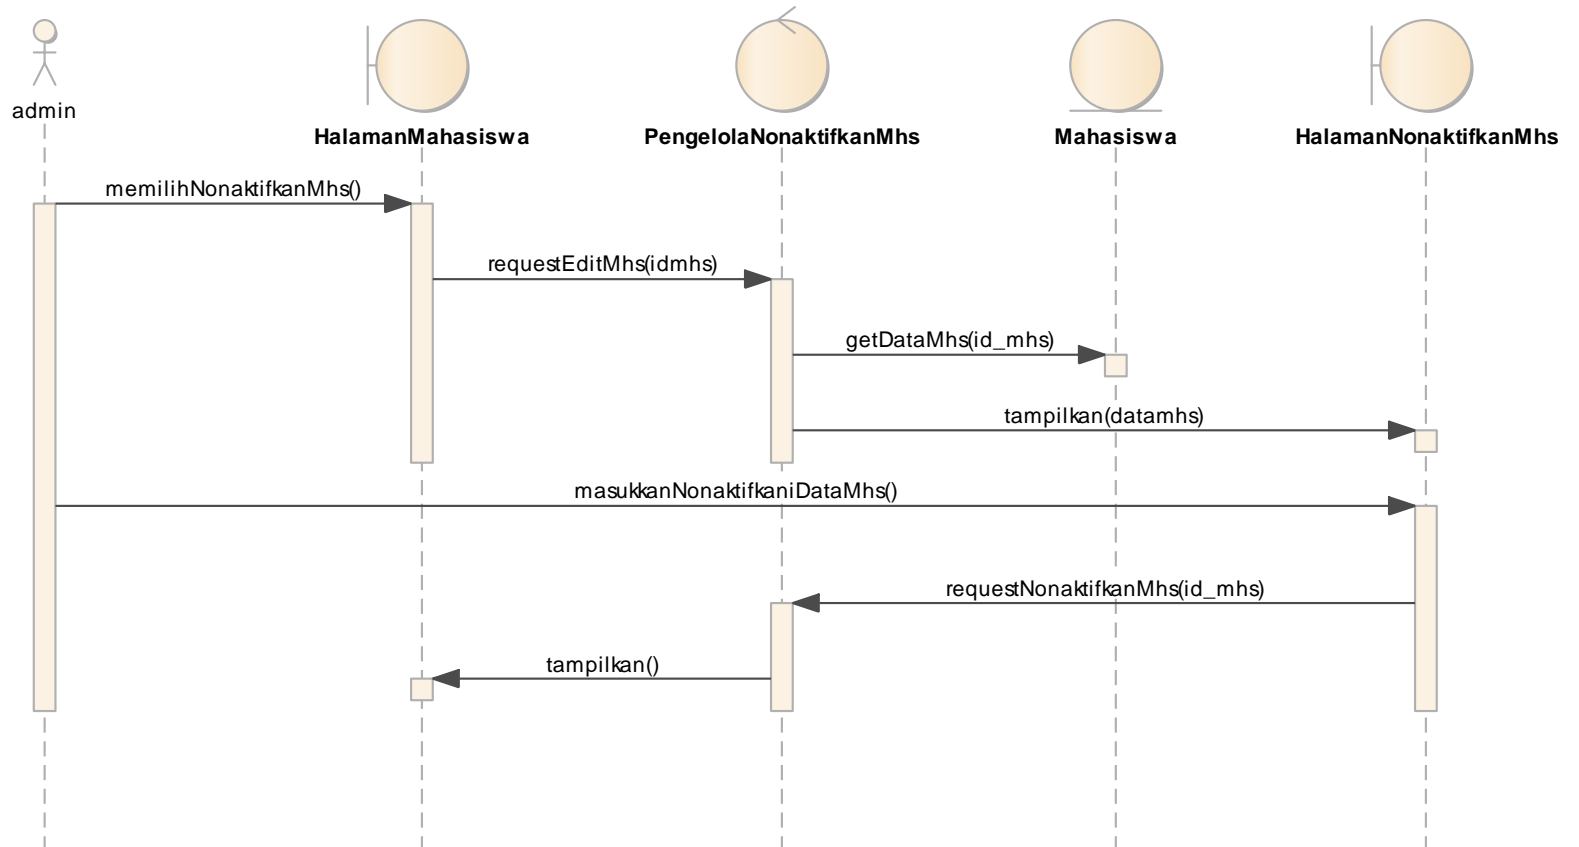 admin
HalamanMahasiswa
PengelolaNonaktifkanMhs
Mahasiswa
HalamanNonaktifkanMhs
memilihNonaktifkanMhs()
requestEditMhs(idmhs)
getDataMhs(id_mhs)
tampilkan(datamhs)
masukkanNonaktifkaniDataMhs()
requestNonaktifkanMhs(id_mhs)
tampilkan()